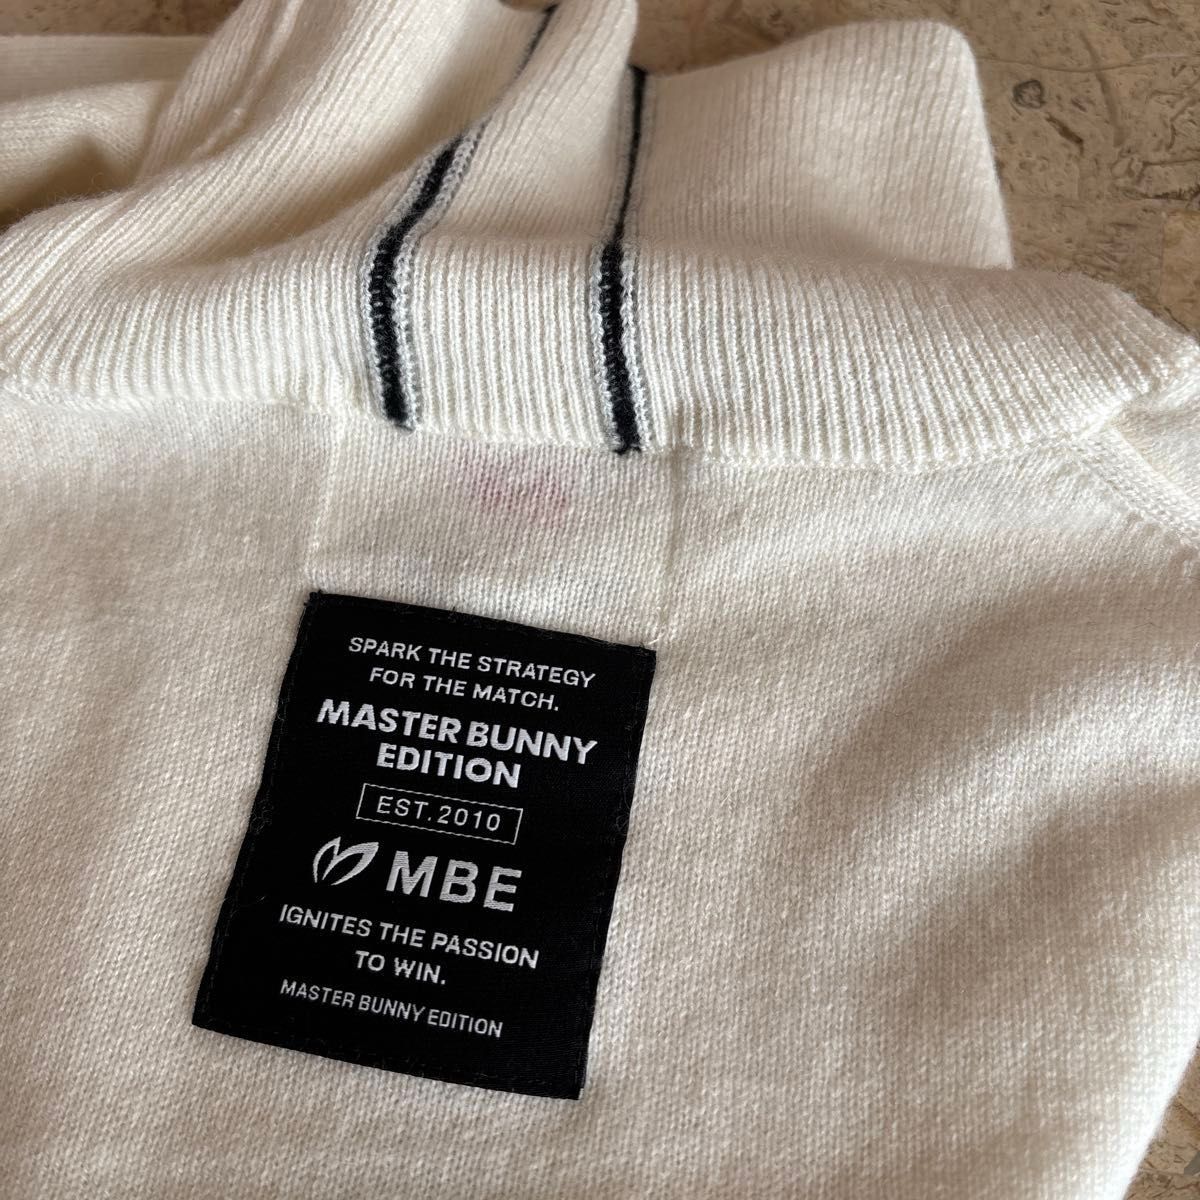 SPARK THE STRATEGY
FOR THE MATCH.
MASTER BUNNY
EDITION
EST. 2010
MBE
IGNITES THE PASSION
TO WIN.
MASTER BUNNY EDITION